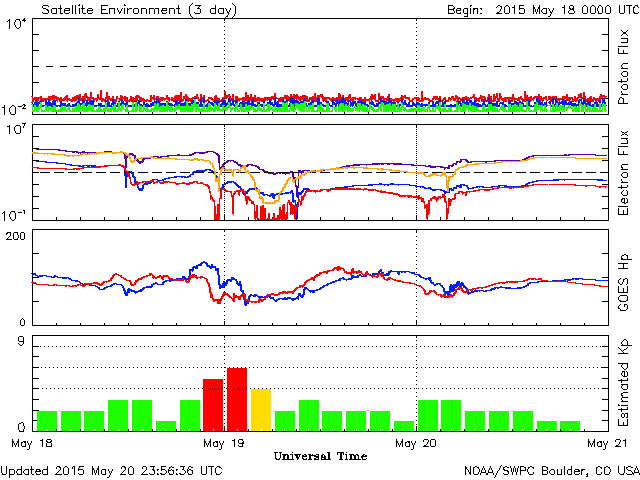 Satellite Environment (3 day) Begin: 2015 May 18 0000 UTC
10⁴
10⁻²
Proton Flux
10⁷
10⁻¹
Electron Flux
200
0
GOES Hp
9
0
Estimated Kp
May 18 May 19 May 20 May 21
Universal Time
Updated 2015 May 20 23:56:36 UTC NOAA/SWPC Boulder, CO USA